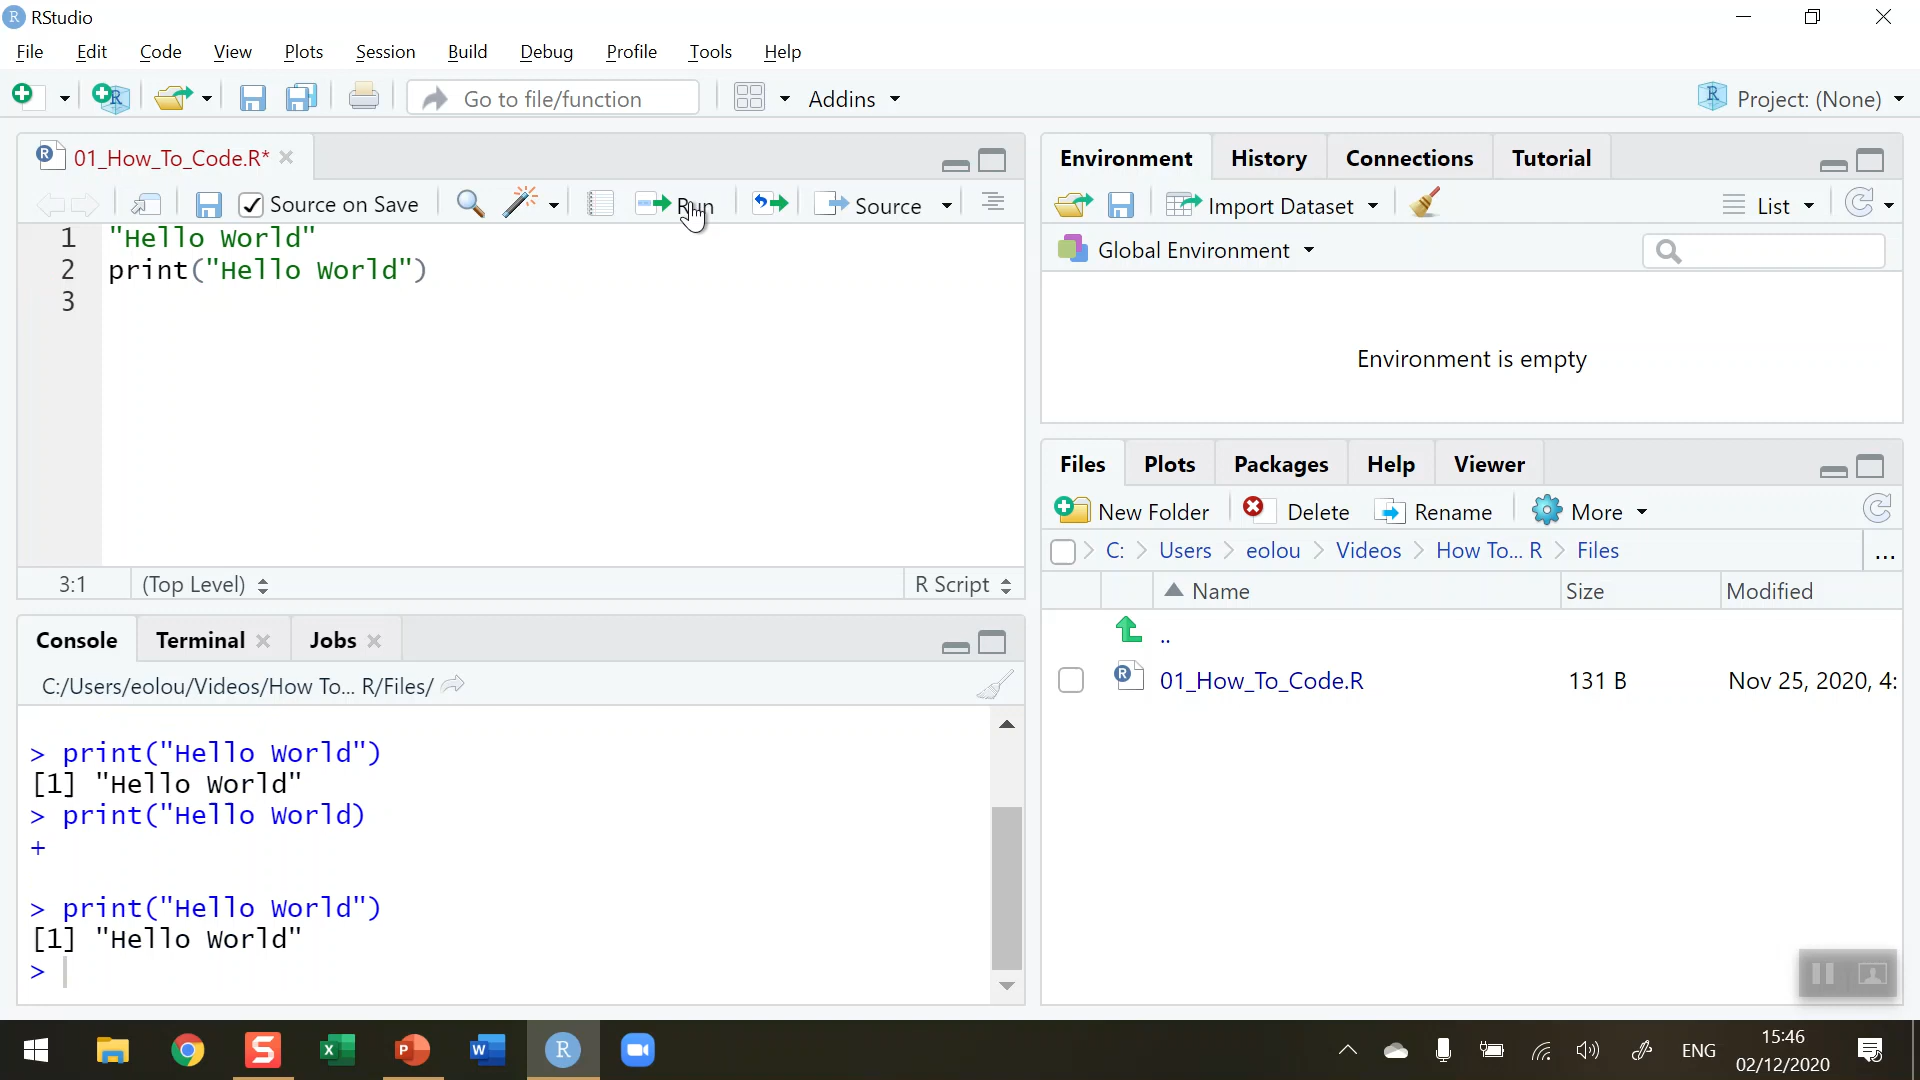 RStudio
File Edit Code View Plots Session Build Debug Profile Tools Help
Go to file/function Addins Project: (None)
01_How_To_Code.R*
Source on Save Run Source
1 "Hello World"
2 print("Hello World")
3
3:1 (Top Level) R Script
Console Terminal Jobs
C:/Users/eolou/Videos/How To... R/Files/
> print("Hello World")
[1] "Hello World"
> print("Hello World)
+
> print("Hello World")
[1] "Hello World"
>
Environment History Connections Tutorial
Import Dataset List
Global Environment
Environment is empty
Files Plots Packages Help Viewer
New Folder Delete Rename More
C: Users eolou Videos How To... R Files ...
Name Size Modified
..
01_How_To_Code.R 131 B Nov 25, 2020, 4:
ENG 15:46
02/12/2020